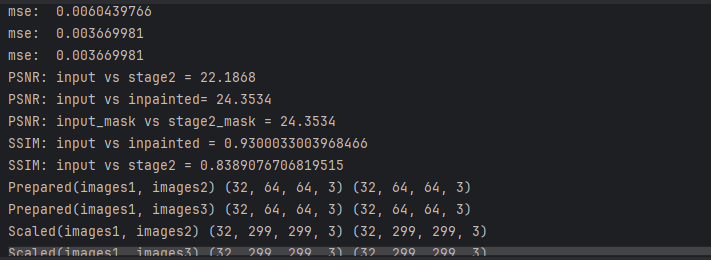 mse:  0.0060439766
mse:  0.003669981
mse:  0.003669981
PSNR: input vs stage2 = 22.1868
PSNR: input vs inpainted= 24.3534
PSNR: input_mask vs stage2_mask = 24.3534
SSIM: input vs inpainted = 0.9300033003968466
SSIM: input vs stage2 = 0.8389076706819515
Prepared(images1, images2) (32, 64, 64, 3) (32, 64, 64, 3)
Prepared(images1, images3) (32, 64, 64, 3) (32, 64, 64, 3)
Scaled(images1, images2) (32, 299, 299, 3) (32, 299, 299, 3)
Scaled(images1, images3) (32, 299, 299, 3) (32, 299, 299, 3)